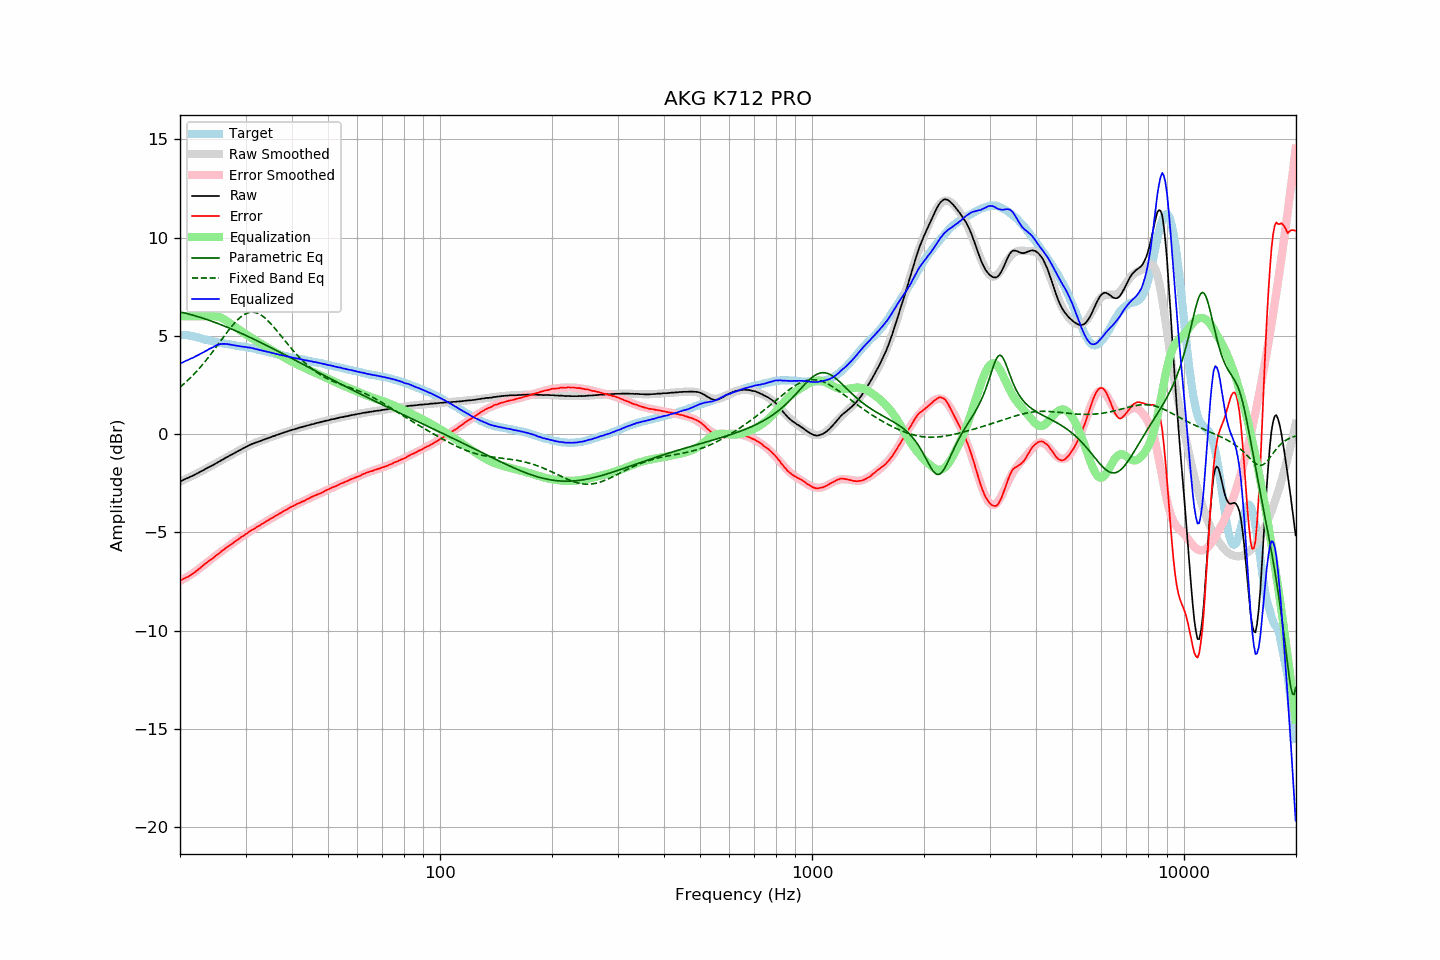 AKG K712 PRO
Target
Raw Smoothed
Error Smoothed
Raw
Error
Equalization
Parametric Eq
Fixed Band Eq
Equalized
15
10
5
0
−5
−10
−15
−20
Amplitude (dBr)
100
1000
10000
Frequency (Hz)